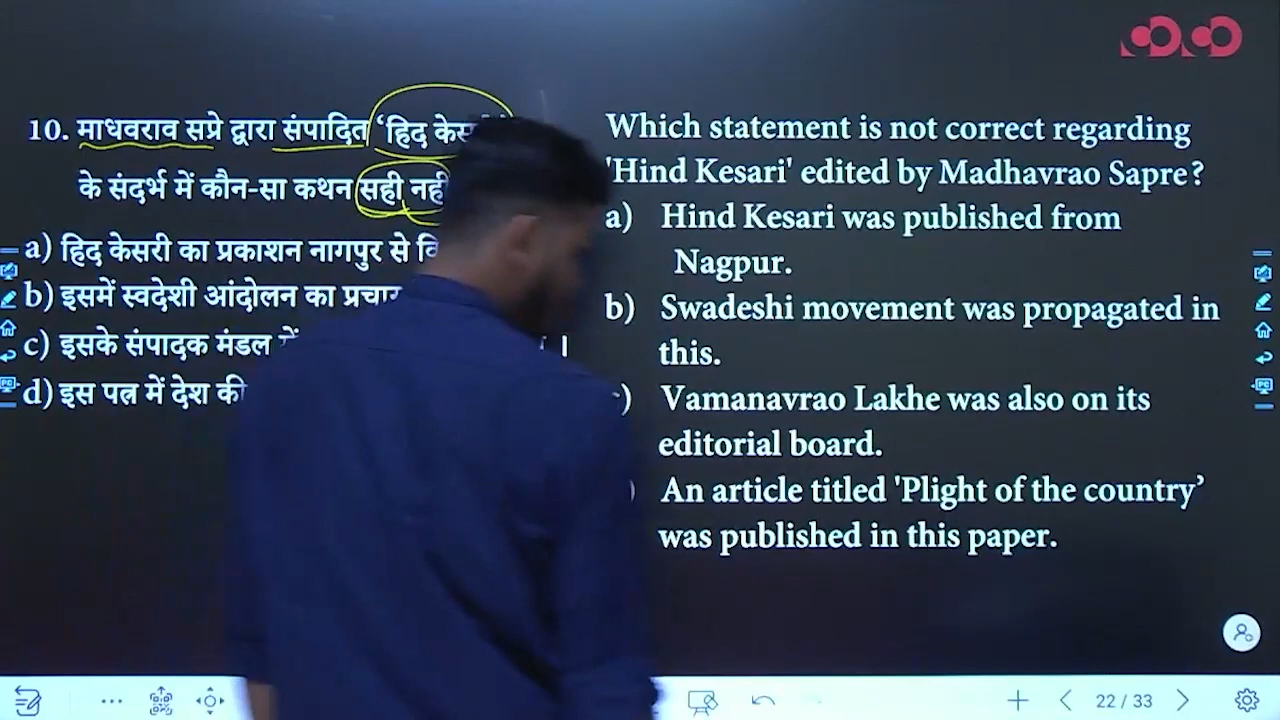 10. माधवराव सप्रे द्वारा संपादित 'हिंद
के संदर्भ में कौन-सा कथन सही
a) हिंद केसरी का प्रकाशन नागपुर से
b) इसमें स्वदेशी आंदोलन का
c) इसके संपादक मंडल
d) इस पत्र में देश की
Which statement is not correct regarding
'Hind Kesari' edited by Madhavrao Sapre?
a) Hind Kesari was published from
Nagpur.
b) Swadeshi movement was propagated in
this.
Vamanavrao Lakhe was also on its
editorial board.
An article titled 'Plight of the country’
was published in this paper.
22 / 33